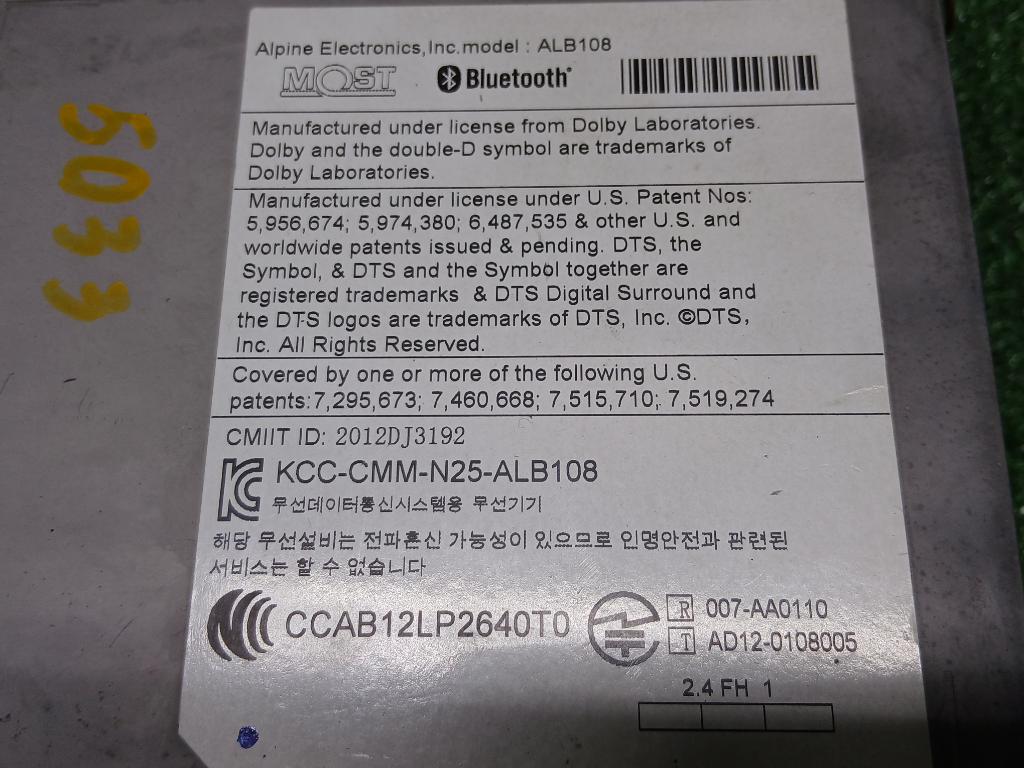 Alpine Electronics,Inc.model : ALB108
MOST Bluetooth
Manufactured under license from Dolby Laboratories.
Dolby and the double-D symbol are trademarks of
Dolby Laboratories.
Manufactured under license under U.S. Patent Nos:
5,956,674; 5,974,380; 6,487,535 & other U.S. and
worldwide patents issued & pending. DTS, the
Symbol, & DTS and the Symbol together are
registered trademarks & DTS Digital Surround and
the DTS logos are trademarks of DTS, Inc. ©DTS,
Inc. All Rights Reserved.
Covered by one or more of the following U.S.
patents:7,295,673; 7,460,668; 7,515,710; 7,519,274
CMIIT ID: 2012DJ3192
KCC-CMM-N25-ALB108
무선데이터통신시스템용 무선기기
해당 무선설비는 전파혼신 가능성이 있으므로 인명안전과 관련된
서비스는 할 수 없습니다
CCAB12LP2640T0
R 007-AA0110
T AD12-0108005
2.4 FH 1
5033